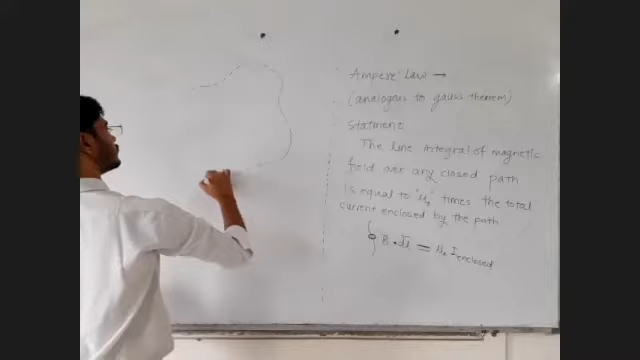 Ampere' Law →
(analogous to gauss theorem)
Statment:
The line integral of magnetic
field over any closed path
is equal to "μ₀" times the total
current enclosed by the path
∮ B⃗ • dl⃗ = μ₀ I enclosed